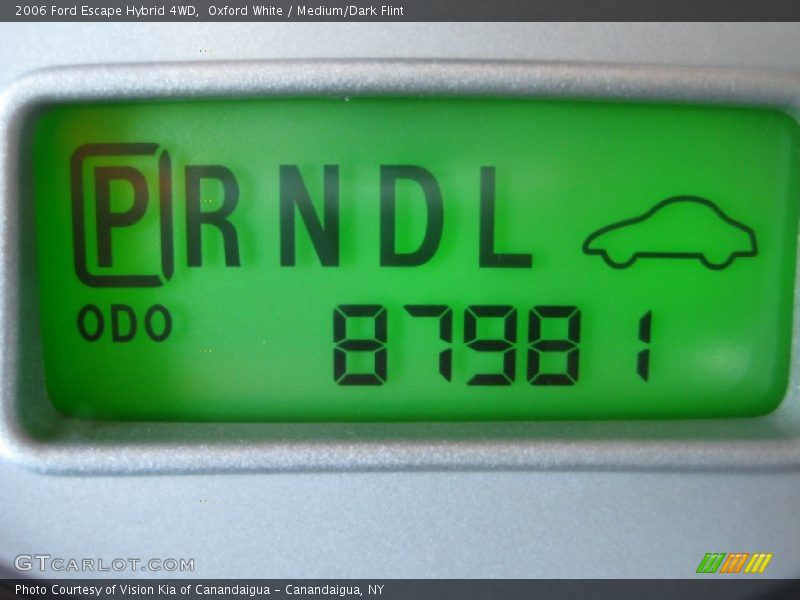 2006 Ford Escape Hybrid 4WD,  Oxford White / Medium/Dark Flint
P R N D L
ODO
87981
GTCARLOT.COM
Photo Courtesy of Vision Kia of Canandaigua - Canandaigua, NY